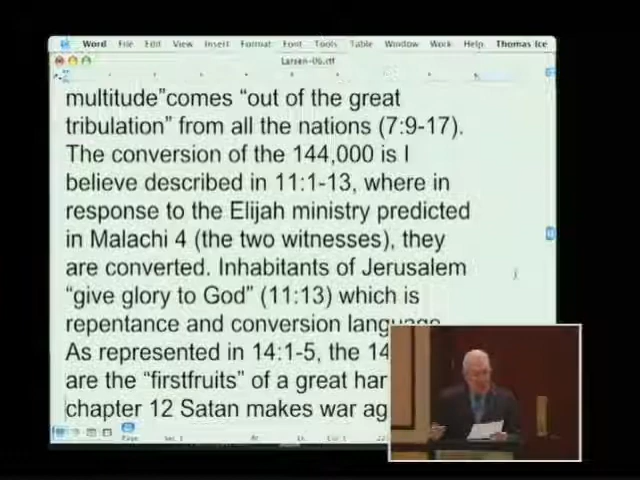 Word File Edit View Insert Format Font Tools Table Window Work Help Thomas Ice
Larsen-06.rtf
multitude”comes “out of the great
tribulation” from all the nations (7:9-17).
The conversion of the 144,000 is I
believe described in 11:1-13, where in
response to the Elijah ministry predicted
in Malachi 4 (the two witnesses), they
are converted. Inhabitants of Jerusalem
“give glory to God” (11:13) which is
repentance and conversion language.
As represented in 14:1-5, the 14
are the “firstfruits” of a great har
chapter 12 Satan makes war ag
Page